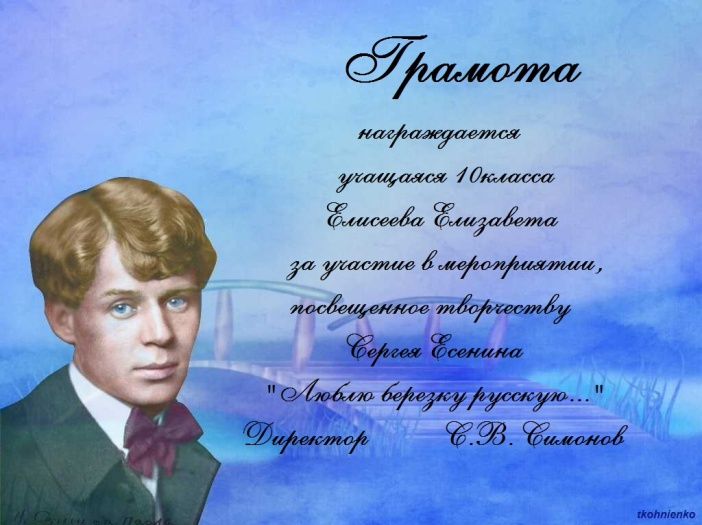 Грамота
награждается
учащаяся 10класса
Елисеева Елизавета
за участие в мероприятии,
посвещенное творчеству
Сергея Есенина
"Люблю березку русскую..."
Директор С.В. Симонов
tkohnienko